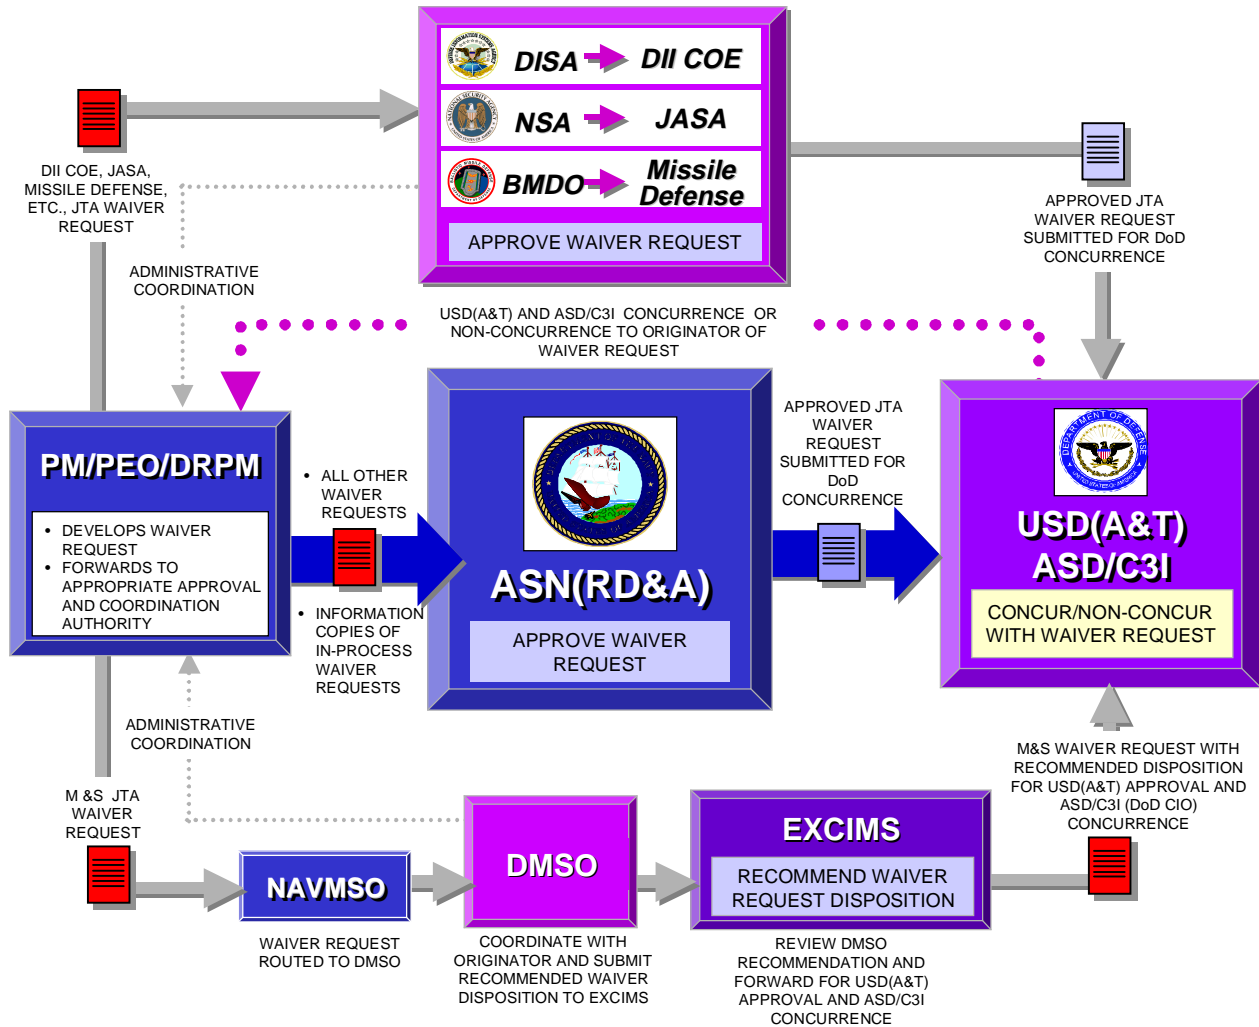 DISA
DII COE
NSA
JASA
BMDO
Missile
Defense
APPROVE WAIVER REQUEST
DII COE, JASA,
MISSILE DEFENSE,
ETC., JTA WAIVER
REQUEST
ADMINISTRATIVE
COORDINATION
APPROVED JTA
WAIVER REQUEST
SUBMITTED FOR DoD
CONCURRENCE
USD(A&T) AND ASD/C3I CONCURRENCE OR
NON-CONCURRENCE TO ORIGINATOR OF
WAIVER REQUEST
PM/PEO/DRPM
• DEVELOPS WAIVER
REQUEST
• FORWARDS TO
APPROPRIATE APPROVAL
AND COORDINATION
AUTHORITY
• ALL OTHER
WAIVER
REQUESTS
• INFORMATION
COPIES OF
IN-PROCESS
WAIVER
REQUESTS
ASN(RD&A)
APPROVE WAIVER
REQUEST
APPROVED JTA
WAIVER
REQUEST
SUBMITTED FOR
DoD
CONCURRENCE
DEPARTMENT OF DEFENSE
UNITED STATES OF AMERICA
USD(A&T)
ASD/C3I
CONCUR/NON-CONCUR
WITH WAIVER REQUEST
ADMINISTRATIVE
COORDINATION
M &S JTA
WAIVER
REQUEST
NAVMSO
WAIVER REQUEST
ROUTED TO DMSO
DMSO
COORDINATE WITH
ORIGINATOR AND SUBMIT
RECOMMENDED WAIVER
DISPOSITION TO EXCIMS
EXCIMS
RECOMMEND WAIVER
REQUEST DISPOSITION
REVIEW DMSO
RECOMMENDATION AND
FORWARD FOR USD(A&T)
APPROVAL AND ASD/C3I
CONCURRENCE
M&S WAIVER REQUEST WITH
RECOMMENDED DISPOSITION
FOR USD(A&T) APPROVAL AND
ASD/C3I (DoD CIO)
CONCURRENCE